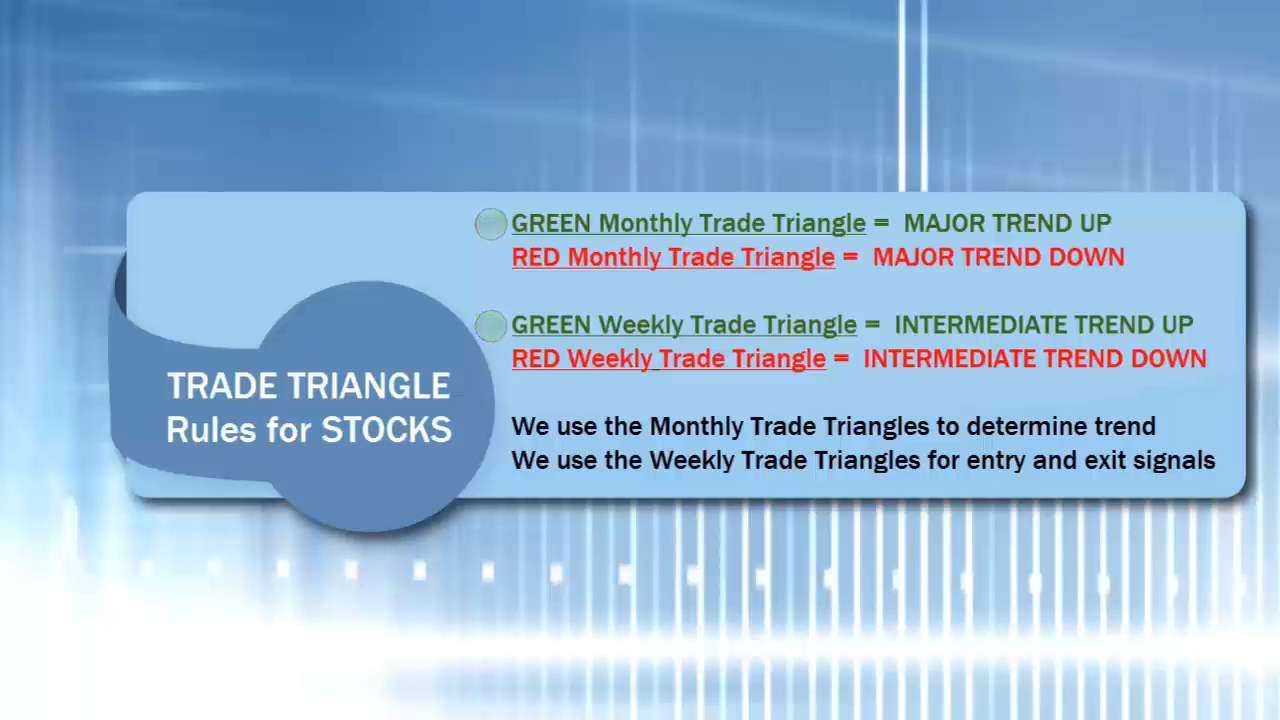 GREEN Monthly Trade Triangle = MAJOR TREND UP
RED Monthly Trade Triangle = MAJOR TREND DOWN
GREEN Weekly Trade Triangle = INTERMEDIATE TREND UP
RED Weekly Trade Triangle = INTERMEDIATE TREND DOWN
TRADE TRIANGLE
Rules for STOCKS
We use the Monthly Trade Triangles to determine trend
We use the Weekly Trade Triangles for entry and exit signals